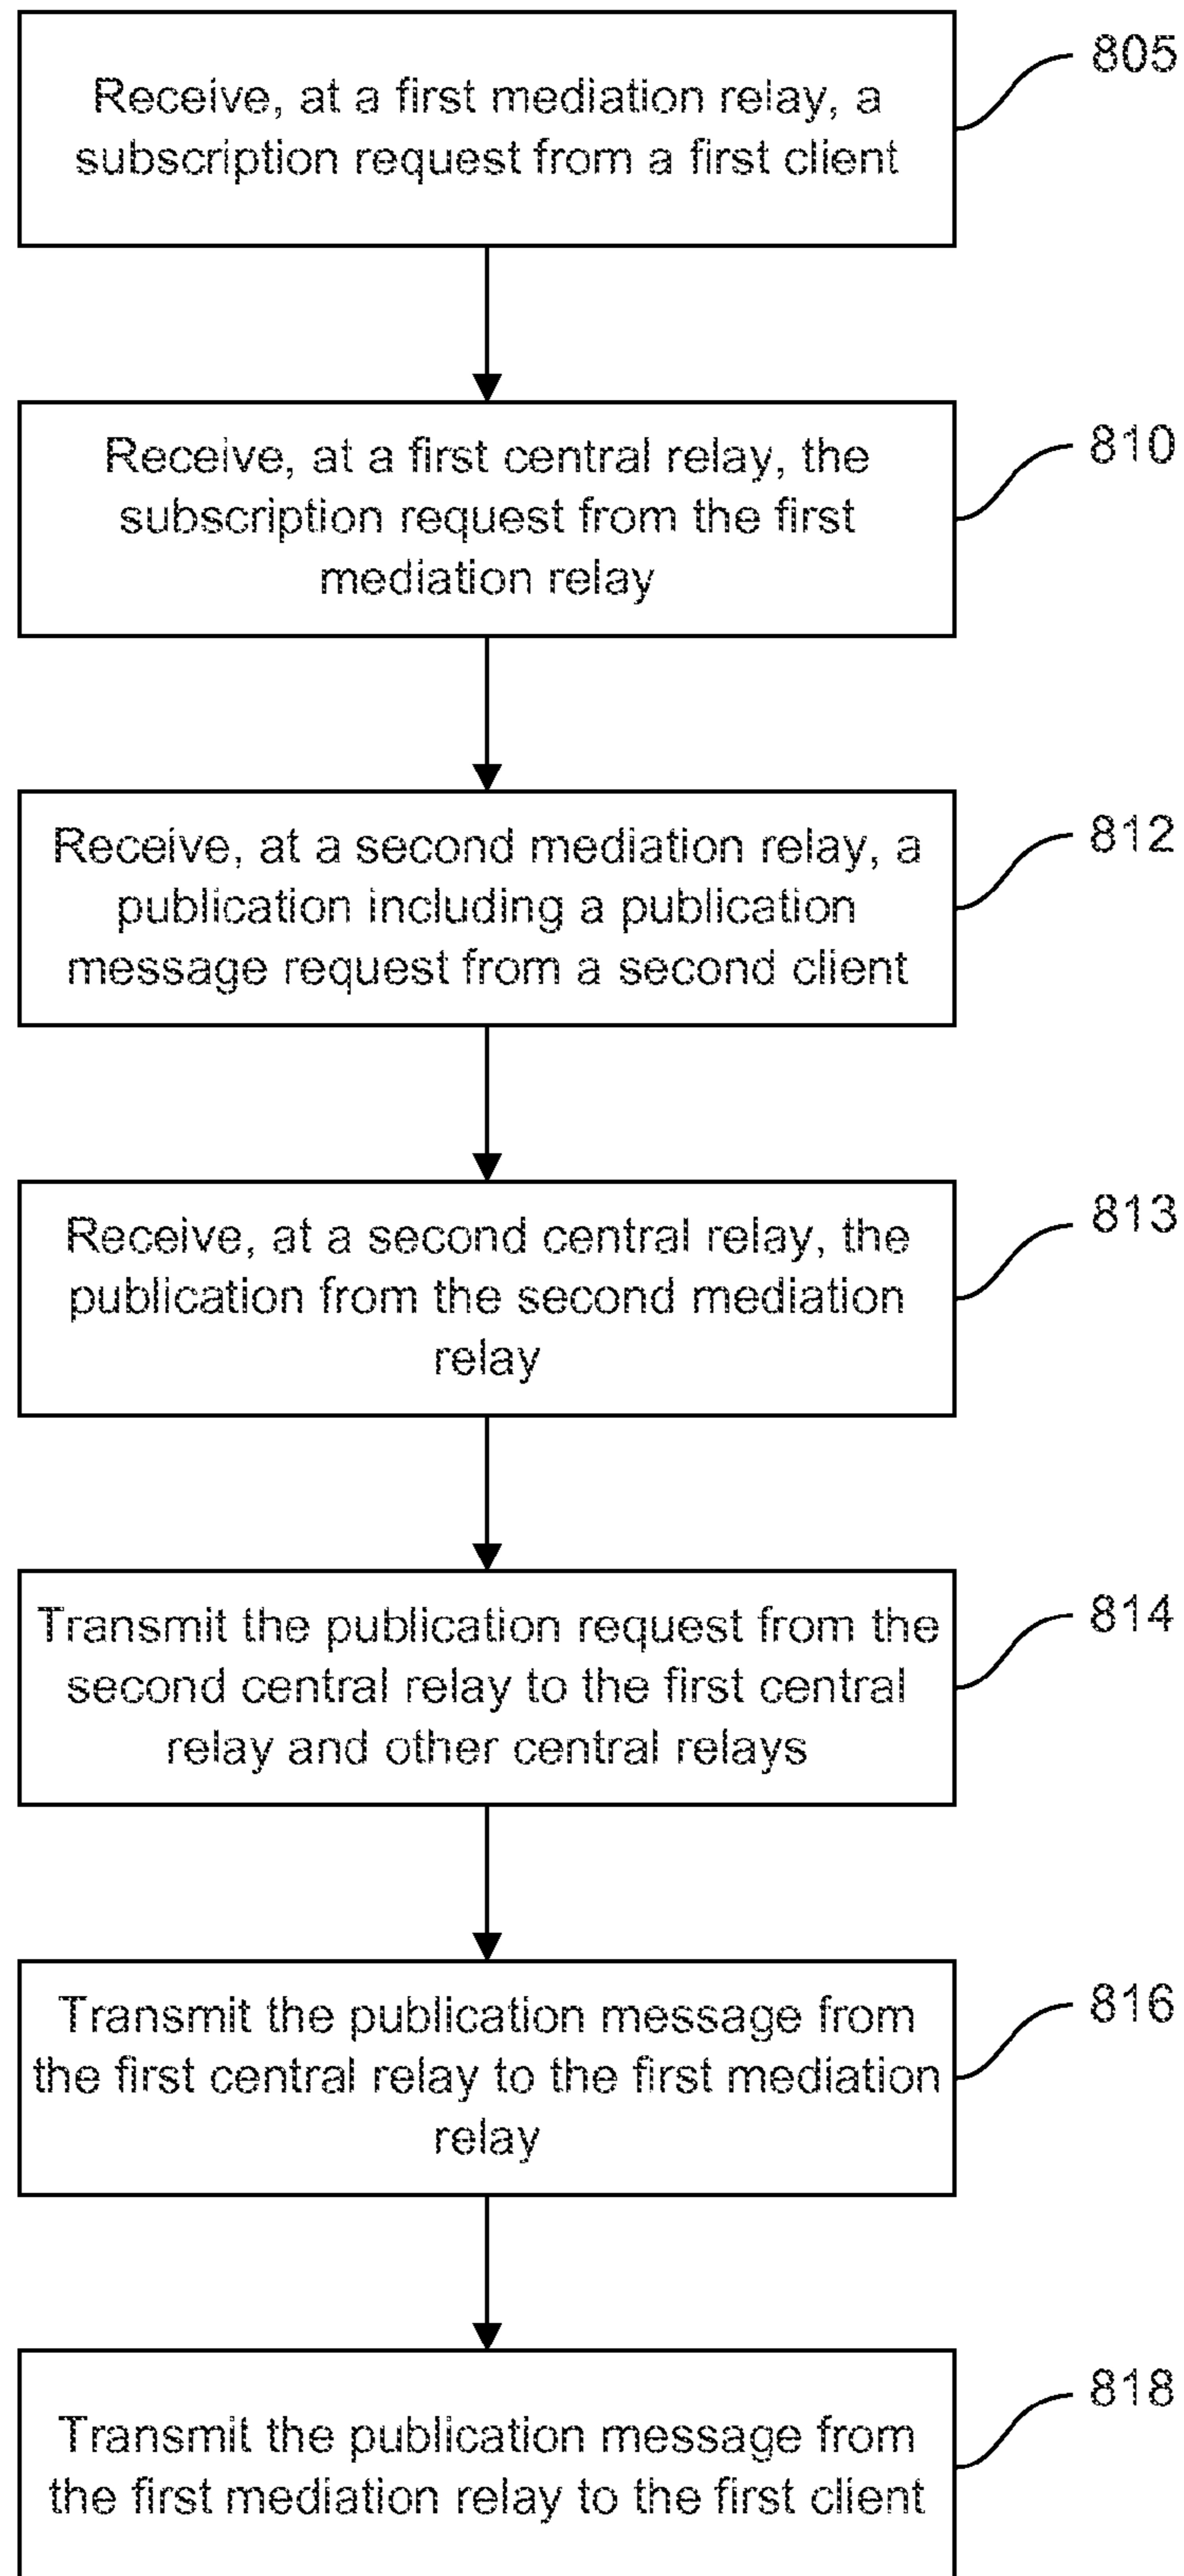 Receive, at a first mediation relay, a
subscription request from a first client
805
Receive, at a first central relay, the
subscription request from the first
mediation relay
810
Receive, at a second mediation relay, a
publication including a publication
message request from a second client
812
Receive, at a second central relay, the
publication from the second mediation
relay
813
Transmit the publication request from the
second central relay to the first central
relay and other central relays
814
Transmit the publication message from
the first central relay to the first mediation
relay
816
Transmit the publication message from
the first mediation relay to the first client
818